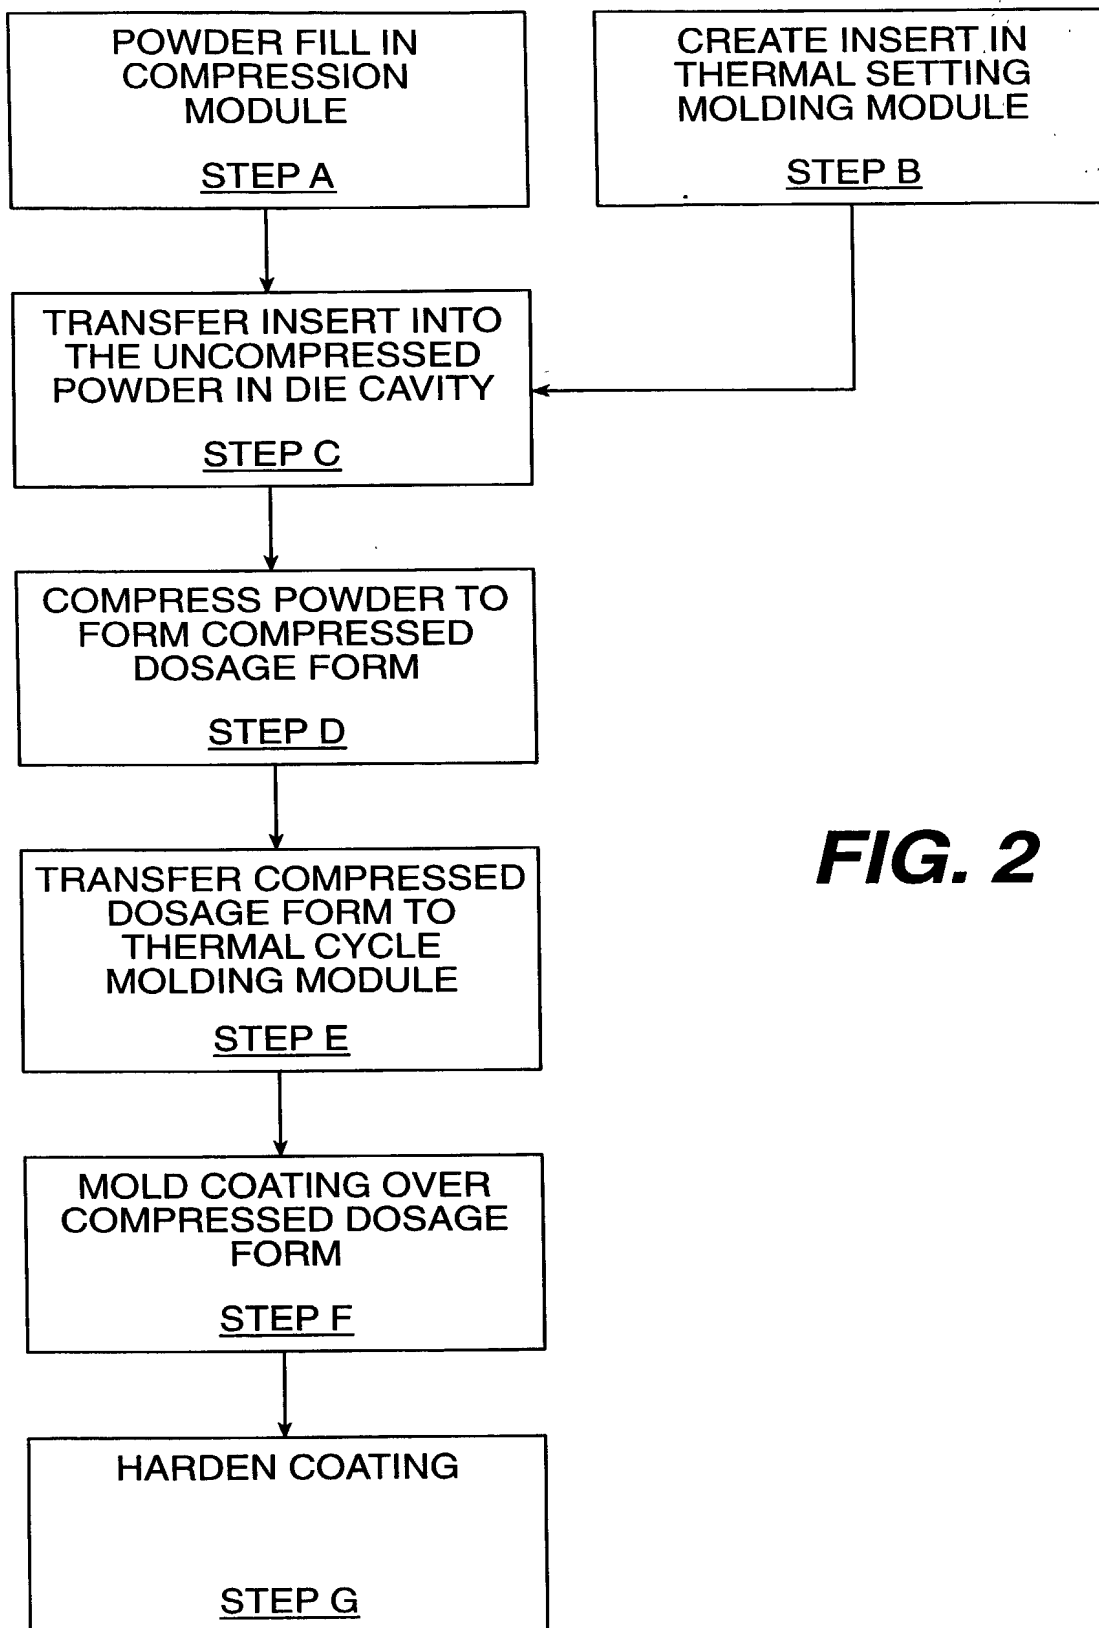 POWDER FILL IN
COMPRESSION
MODULE
STEP A
CREATE INSERT IN
THERMAL SETTING
MOLDING MODULE
STEP B
TRANSFER INSERT INTO
THE UNCOMPRESSED
POWDER IN DIE CAVITY
STEP C
COMPRESS POWDER TO
FORM COMPRESSED
DOSAGE FORM
STEP D
TRANSFER COMPRESSED
DOSAGE FORM TO
THERMAL CYCLE
MOLDING MODULE
STEP E
MOLD COATING OVER
COMPRESSED DOSAGE
FORM
STEP F
HARDEN COATING
STEP G
FIG. 2